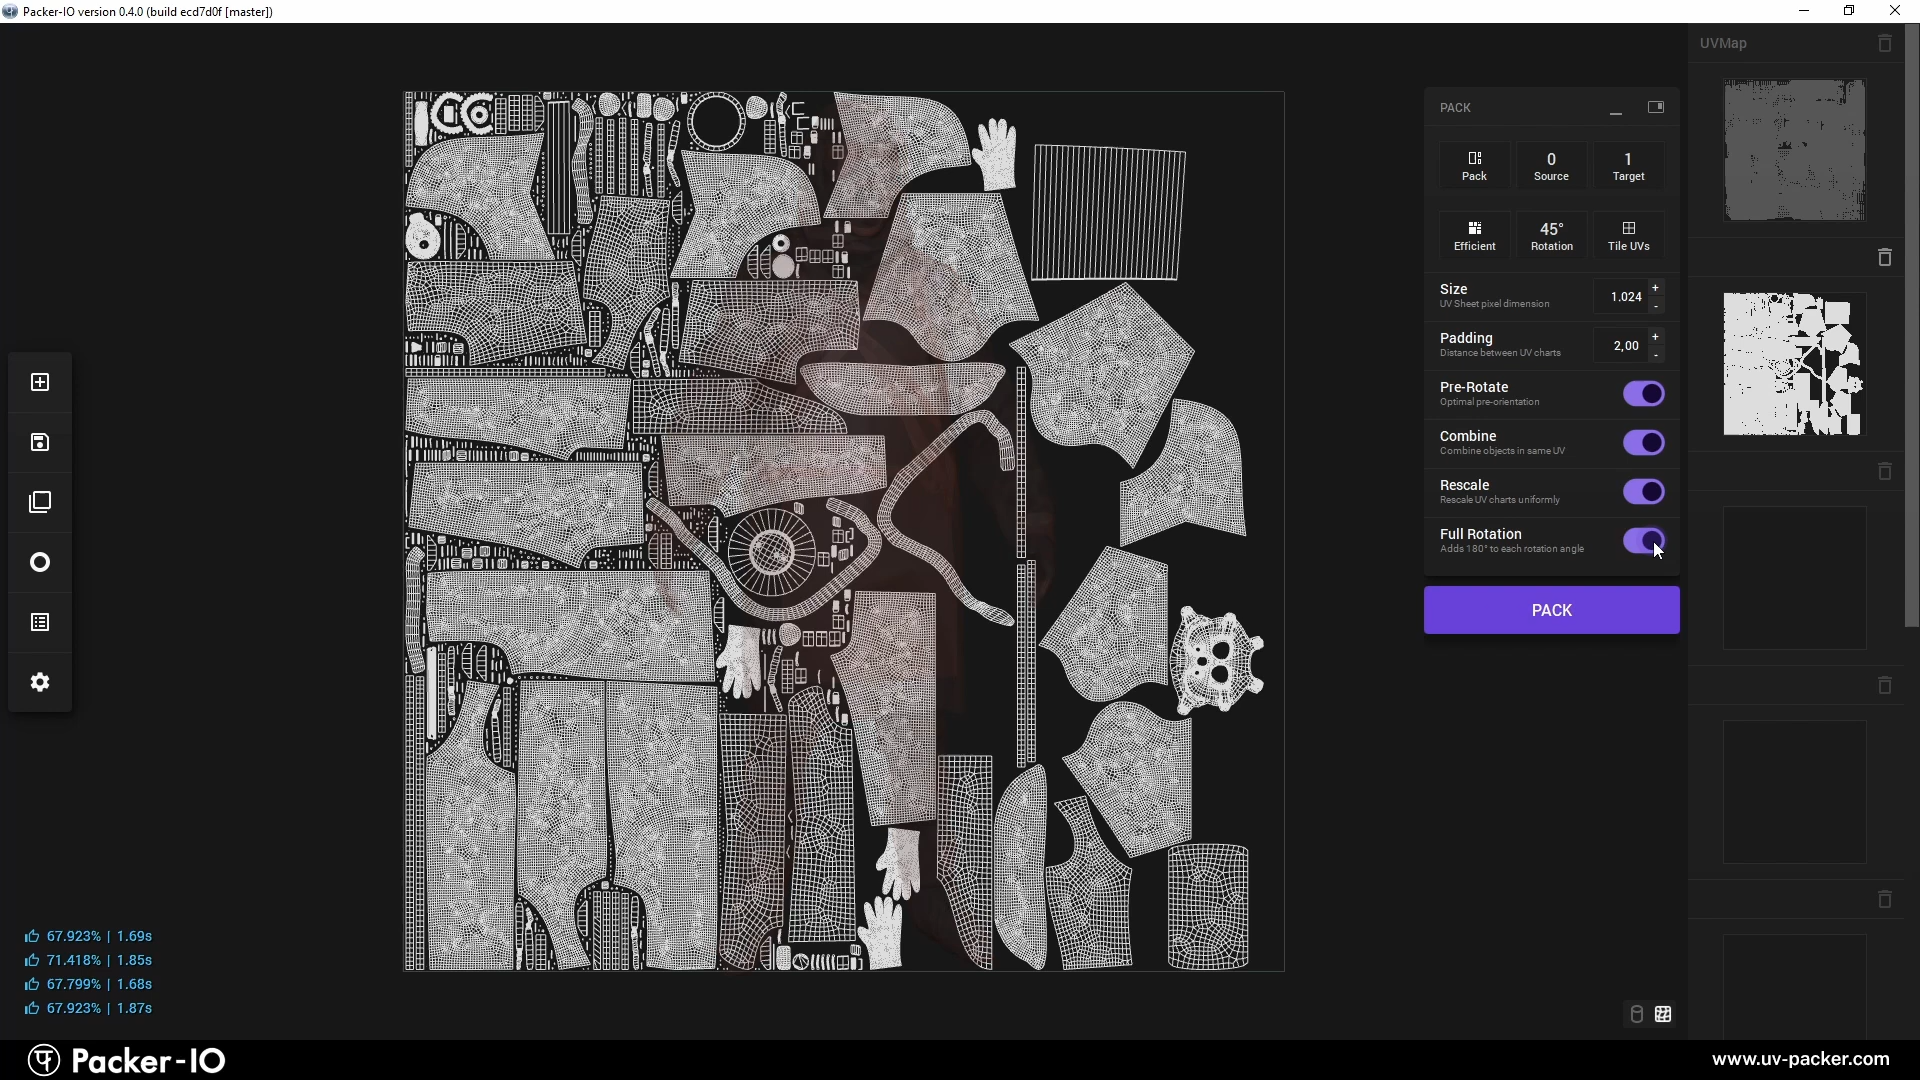 Packer-IO version 0.4.0 (build ecd7d0f [master])
UVMap
PACK
Pack
0
Source
1
Target
Efficient
45°
Rotation
Tile UVs
Size
UV Sheet pixel dimension
1.024
+
-
Padding
Distance between UV charts
2,00
+
-
Pre-Rotate
Optimal pre-orientation
Combine
Combine objects in same UV
Rescale
Rescale UV charts uniformly
Full Rotation
Adds 180° to each rotation angle
PACK
67.923% | 1.69s
71.418% | 1.85s
67.799% | 1.68s
67.923% | 1.87s
Packer-IO
www.uv-packer.com